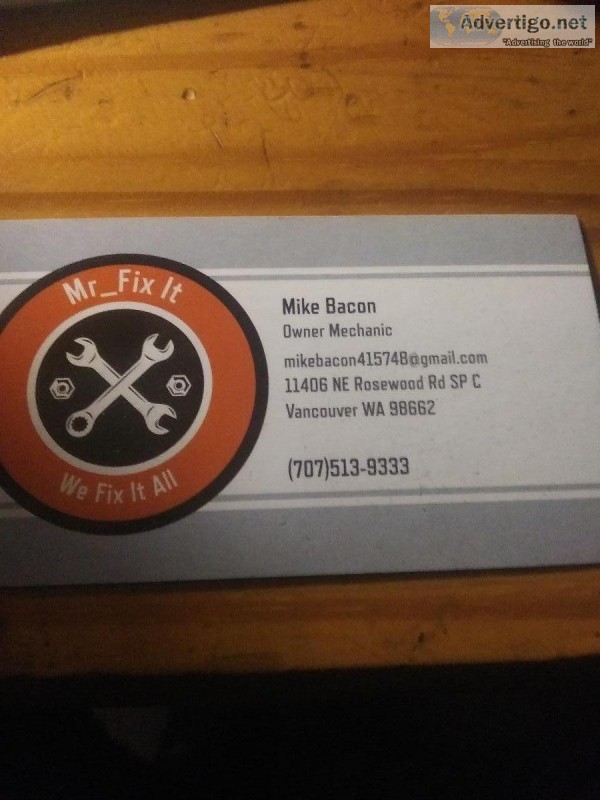 Advertigo.net
"Advertising the world"
Mr_Fix It
We Fix It All
Mike Bacon
Owner Mechanic
mikebacon415748@gmail.com
11406 NE Rosewood Rd SP C
Vancouver WA 98662
(707)513-9333